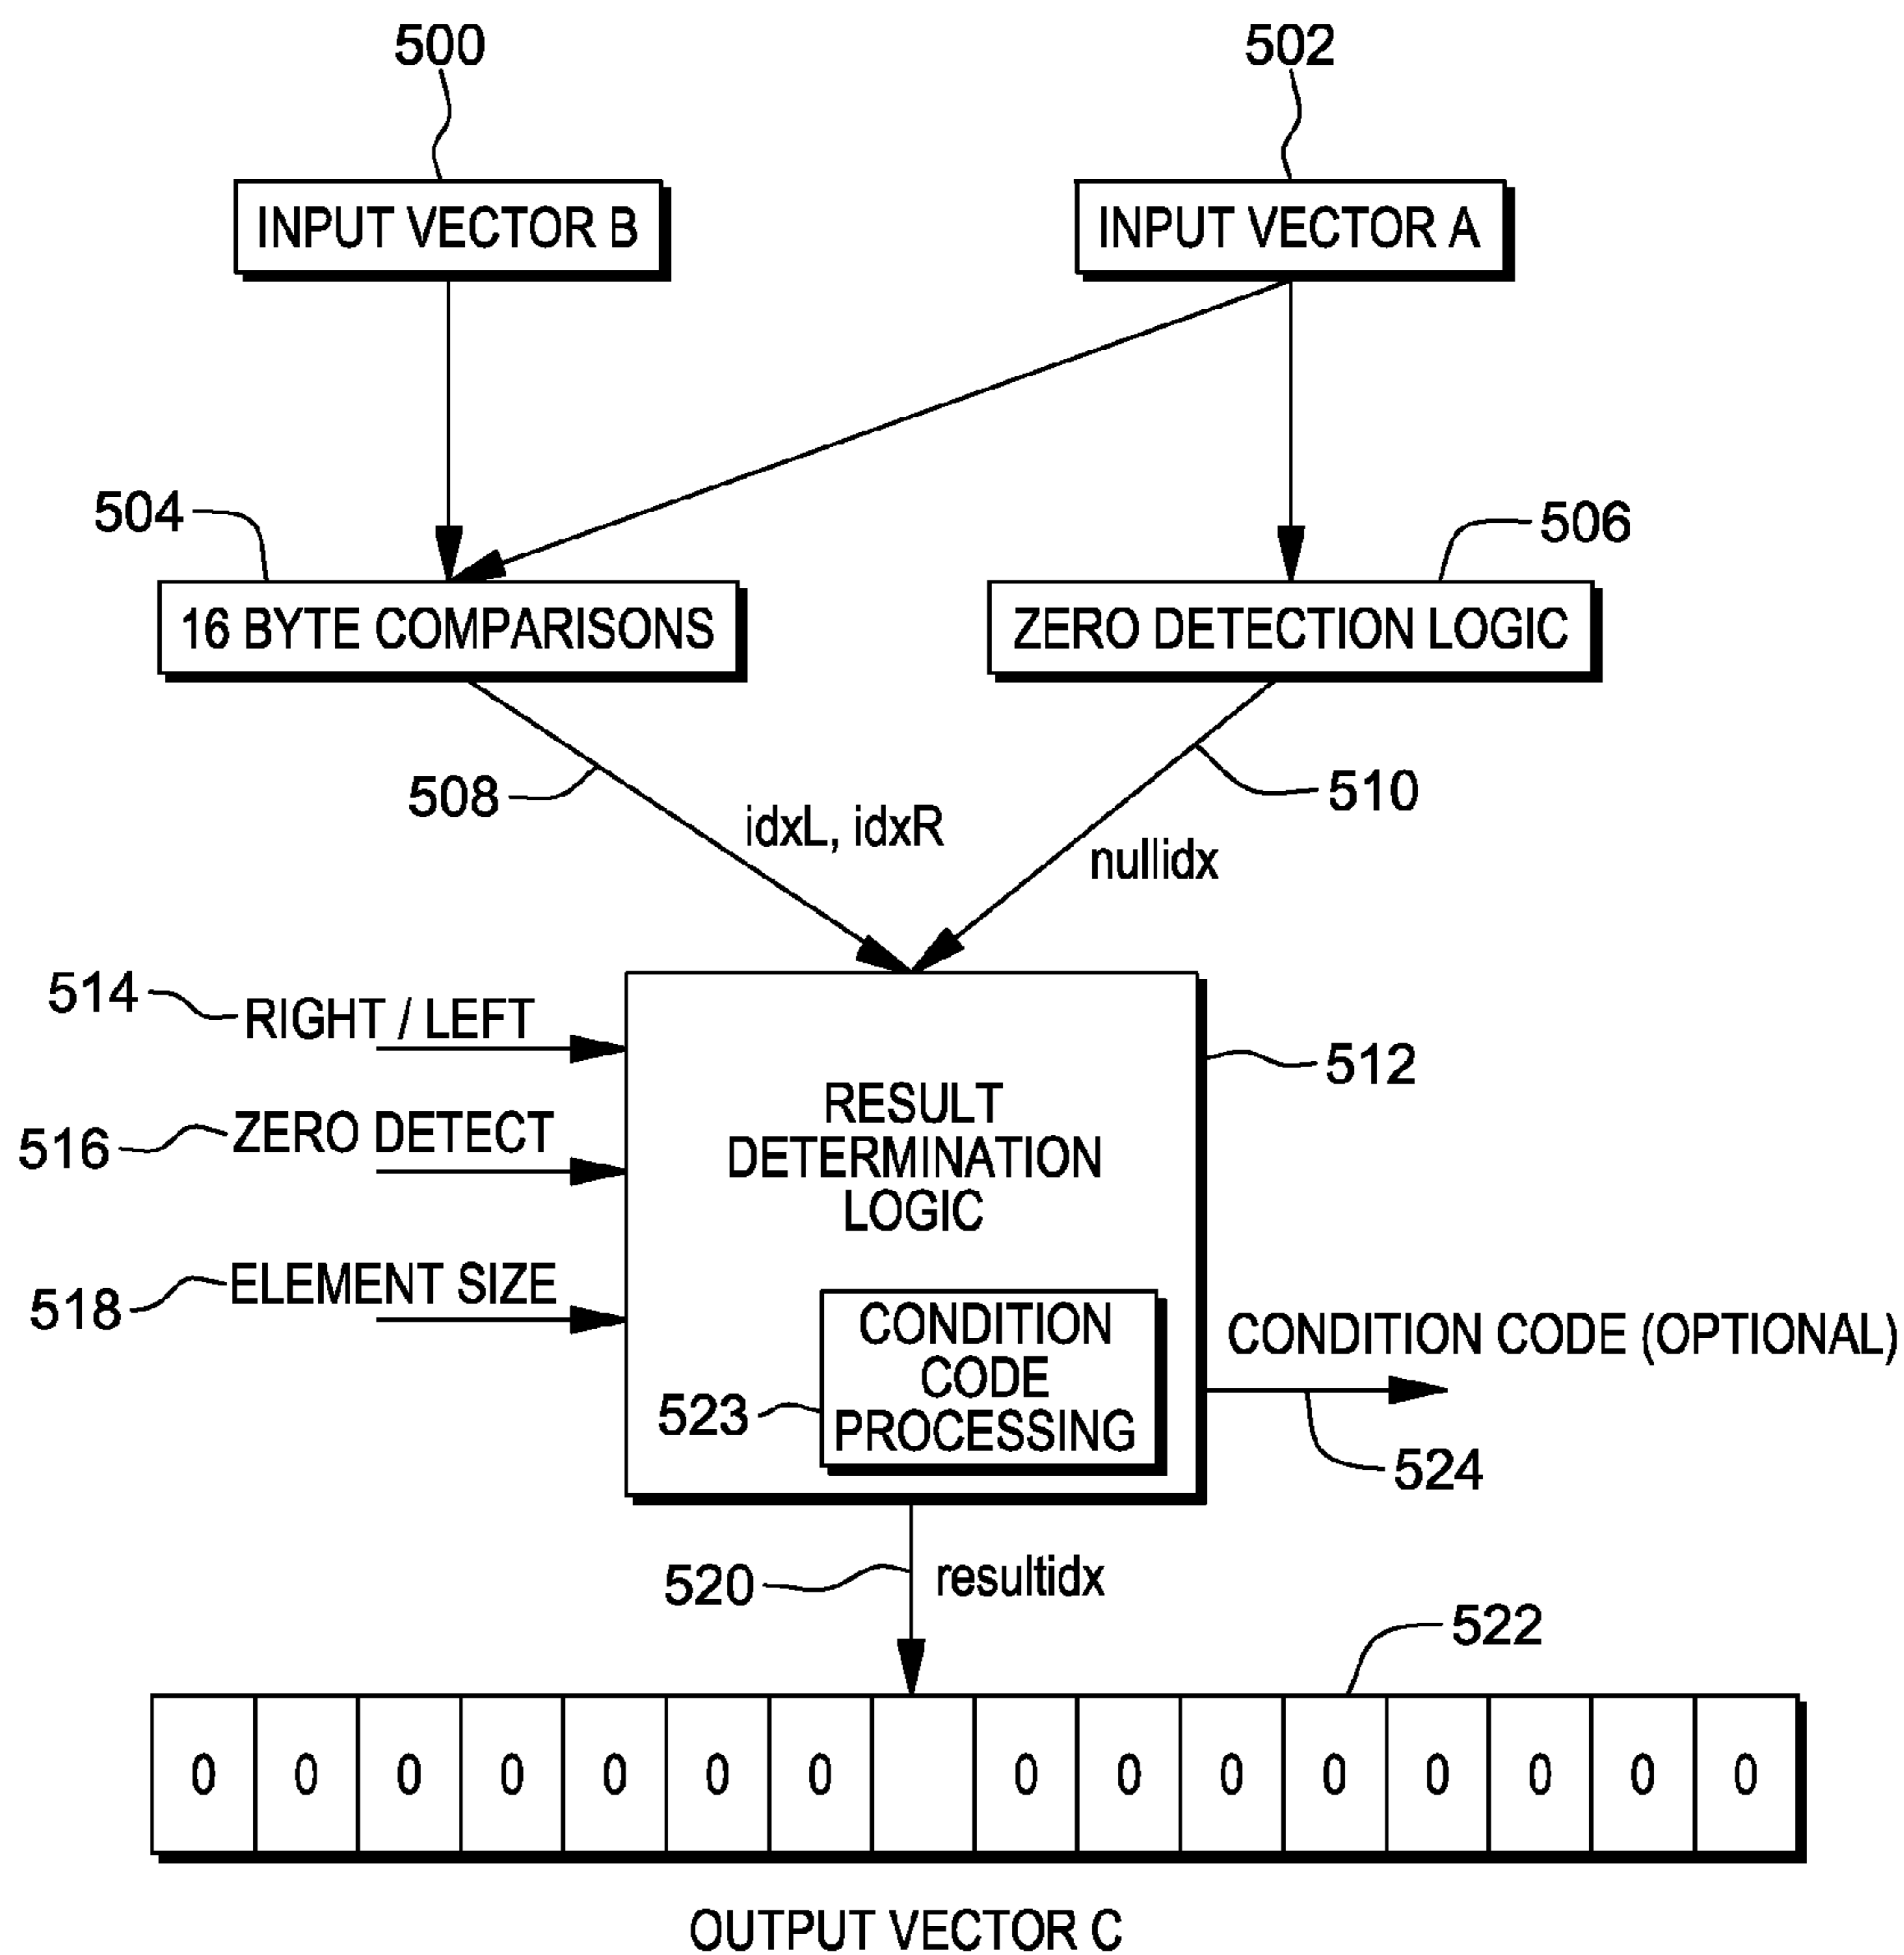 500
502
INPUT VECTOR B
INPUT VECTOR A
504
506
16 BYTE COMPARISONS
ZERO DETECTION LOGIC
508
510
idxL, idxR
nullidx
514
RIGHT / LEFT
512
RESULT
DETERMINATION
LOGIC
516
ZERO DETECT
518
ELEMENT SIZE
CONDITION
CODE
PROCESSING
523
CONDITION CODE (OPTIONAL)
524
520
resultidx
522
0 0 0 0 0 0 0 0 0 0 0 0 0 0 0
OUTPUT VECTOR C